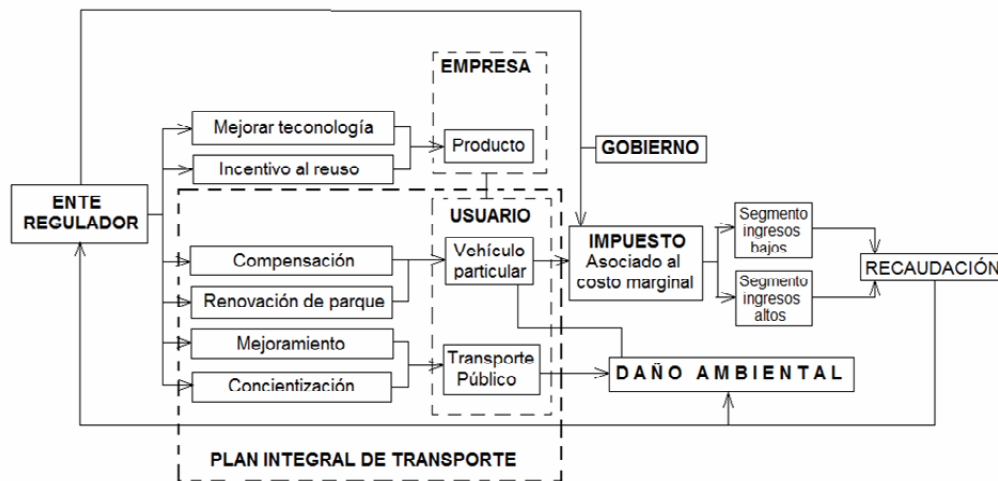 EMPRESA
Mejorar teconología
Producto
GOBIERNO
Incentivo al reuso
ENTE
REGULADOR
USUARIO
Vehículo
particular
IMPUESTO
Asociado al
costo marginal
Segmento
ingresos
bajos
Compensación
RECAUDACIÓN
Renovación de parque
Segmento
ingresos
altos
Mejoramiento
Transporte
Público
DAÑO AMBIENTAL
Concientización
PLAN INTEGRAL DE TRANSPORTE